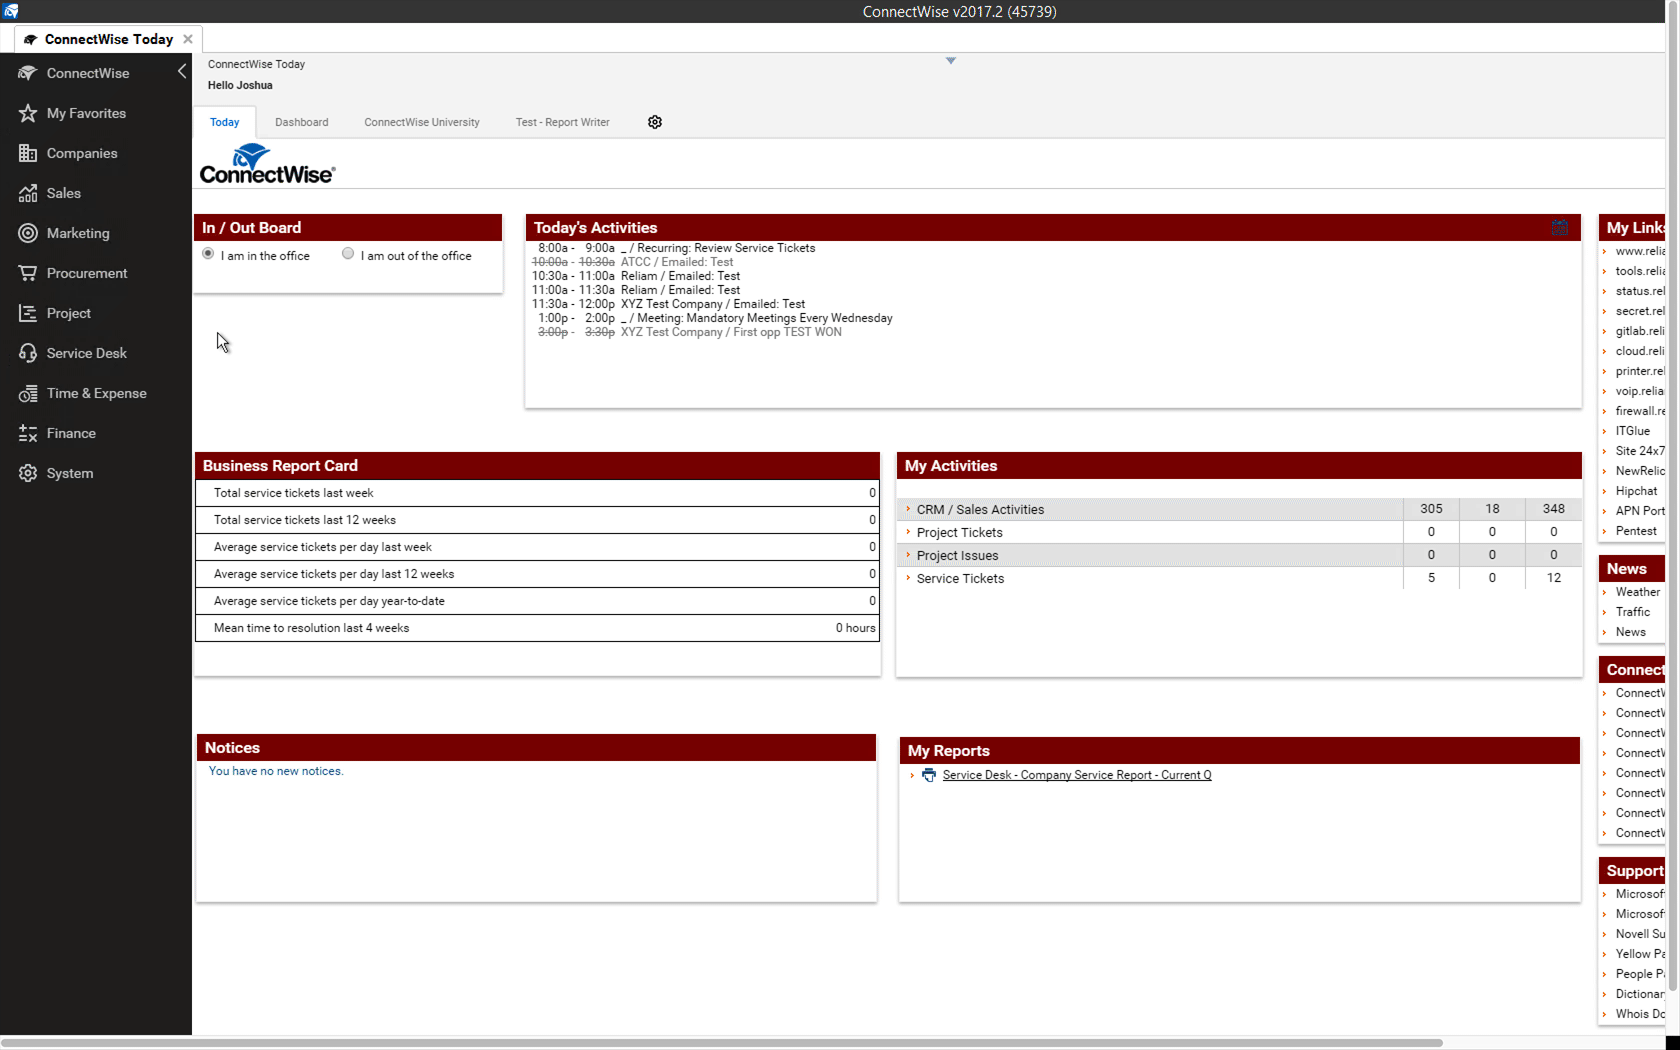 ConnectWise v2017.2 (45739)
ConnectWise Today
ConnectWise
My Favorites
Companies
Sales
Marketing
Procurement
Project
Service Desk
Time & Expense
Finance
System
ConnectWise Today
Hello Joshua
Today Dashboard ConnectWise University Test - Report Writer
ConnectWise
In / Out Board
I am in the office I am out of the office
Today's Activities
8:00a - 9:00a _ / Recurring: Review Service Tickets
10:00a - 10:30a ATCC / Emailed: Test
10:30a - 11:00a Reliam / Emailed: Test
11:00a - 11:30a Reliam / Emailed: Test
11:30a - 12:00p XYZ Test Company / Emailed: Test
1:00p - 2:00p _ / Meeting: Mandatory Meetings Every Wednesday
3:00p - 3:30p XYZ Test Company / First opp TEST WON
Business Report Card
Total service tickets last week 0
Total service tickets last 12 weeks 0
Average service tickets per day last week 0
Average service tickets per day last 12 weeks 0
Average service tickets per day year-to-date 0
Mean time to resolution last 4 weeks 0 hours
My Activities
CRM / Sales Activities 305 18 348
Project Tickets 0 0 0
Project Issues 0 0 0
Service Tickets 5 0 12
Notices
You have no new notices.
My Reports
Service Desk - Company Service Report - Current Q
My Links
www.relia
tools.relia
status.rel
secret.rel
gitlab.reli
cloud.reli
printer.rel
voip.relia
firewall.re
ITGlue
Site 24x7
NewRelic
Hipchat
APN Port
Pentest
News
Weather
Traffic
News
Connect
ConnectW
ConnectW
ConnectW
ConnectW
ConnectW
ConnectW
ConnectW
ConnectW
Support
Microsof
Microsof
Novell Su
Yellow Pa
People Pa
Dictionar
Whois Do